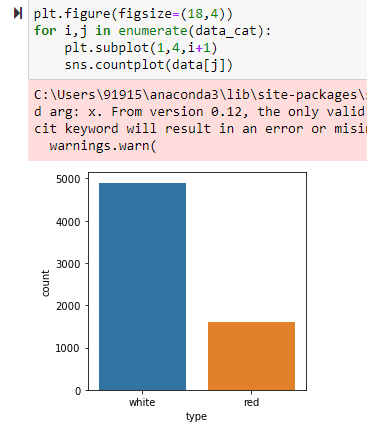 plt.figure(figsize=(18,4))
for i,j in enumerate(data_cat):
    plt.subplot(1,4,i+1)
    sns.countplot(data[j])
C:\Users\91915\anaconda3\lib\site-packages\
d arg: x. From version 0.12, the only valid
cit keyword will result in an error or misin
  warnings.warn(
5000
4000
3000
2000
1000
0
count
white red
type